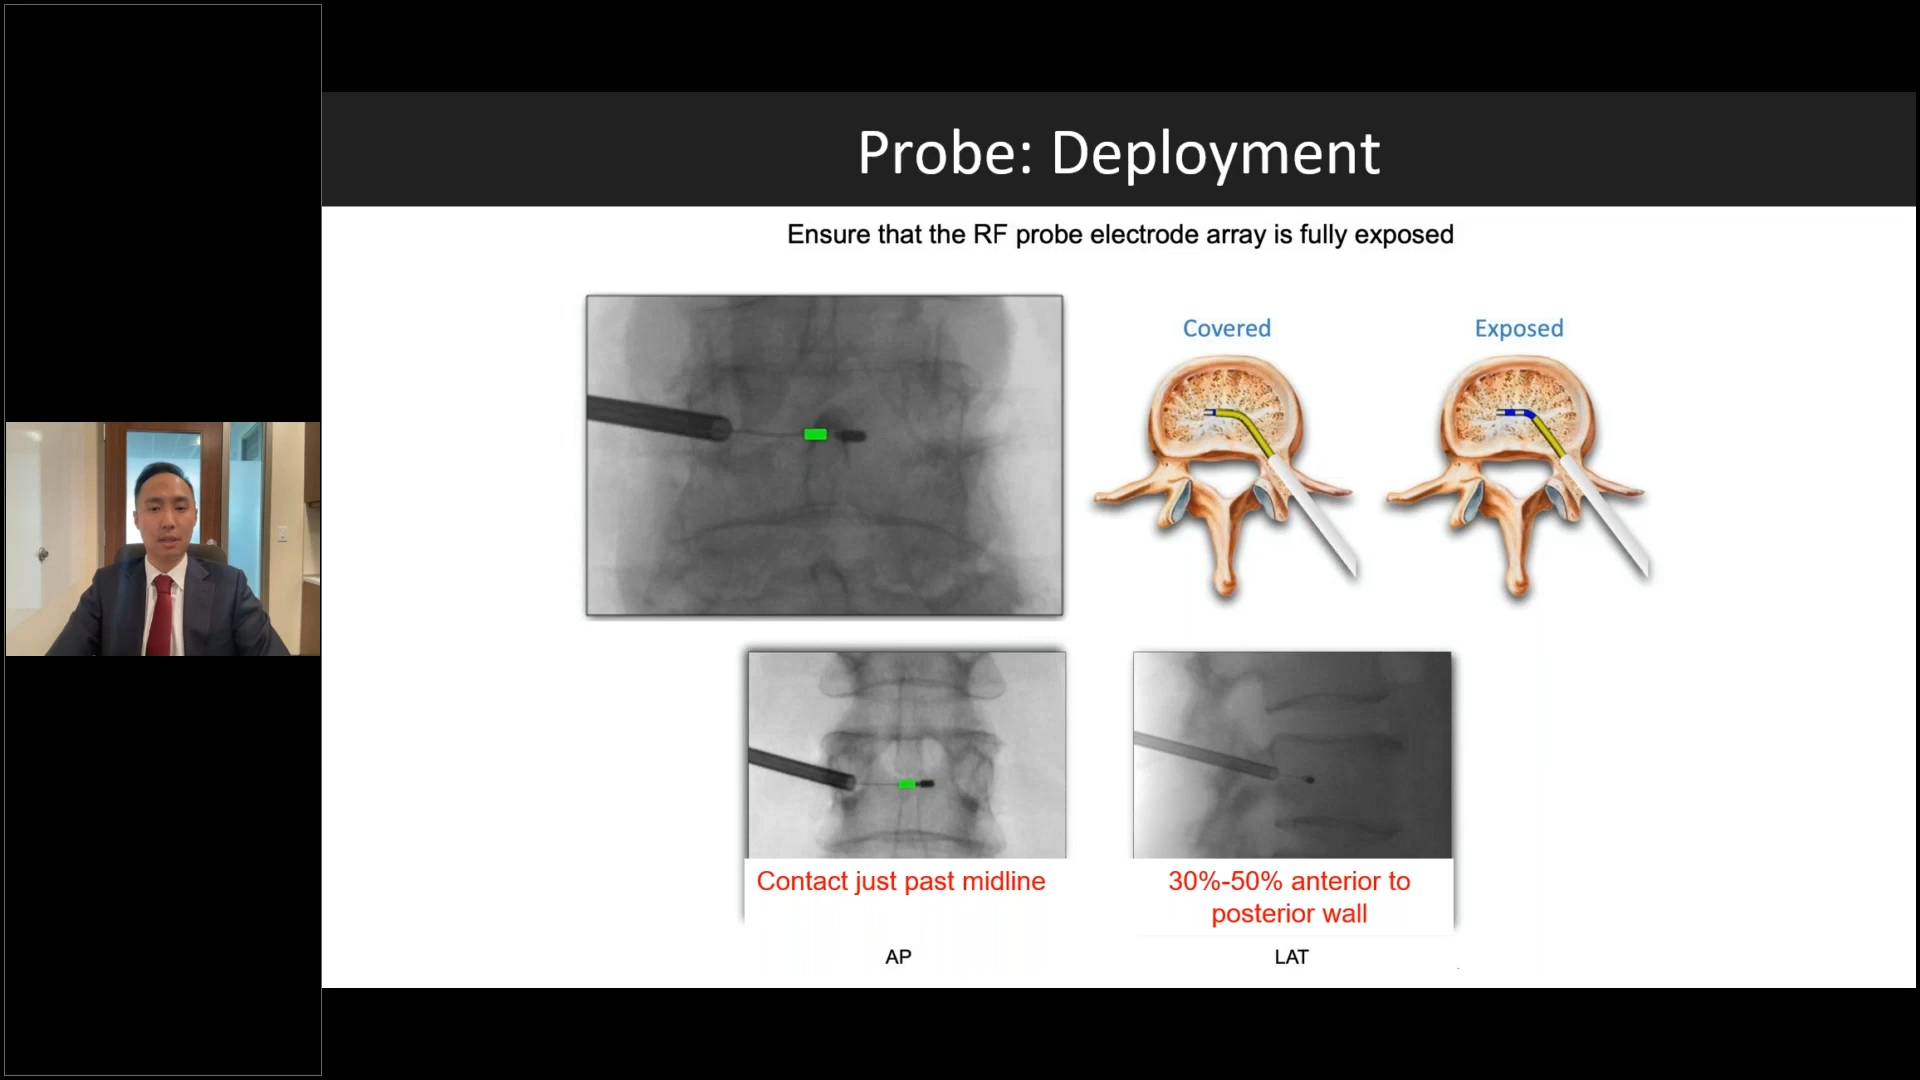 Probe: Deployment
Ensure that the RF probe electrode array is fully exposed
Covered
Exposed
Contact just past midline
30%-50% anterior to
posterior wall
AP
LAT